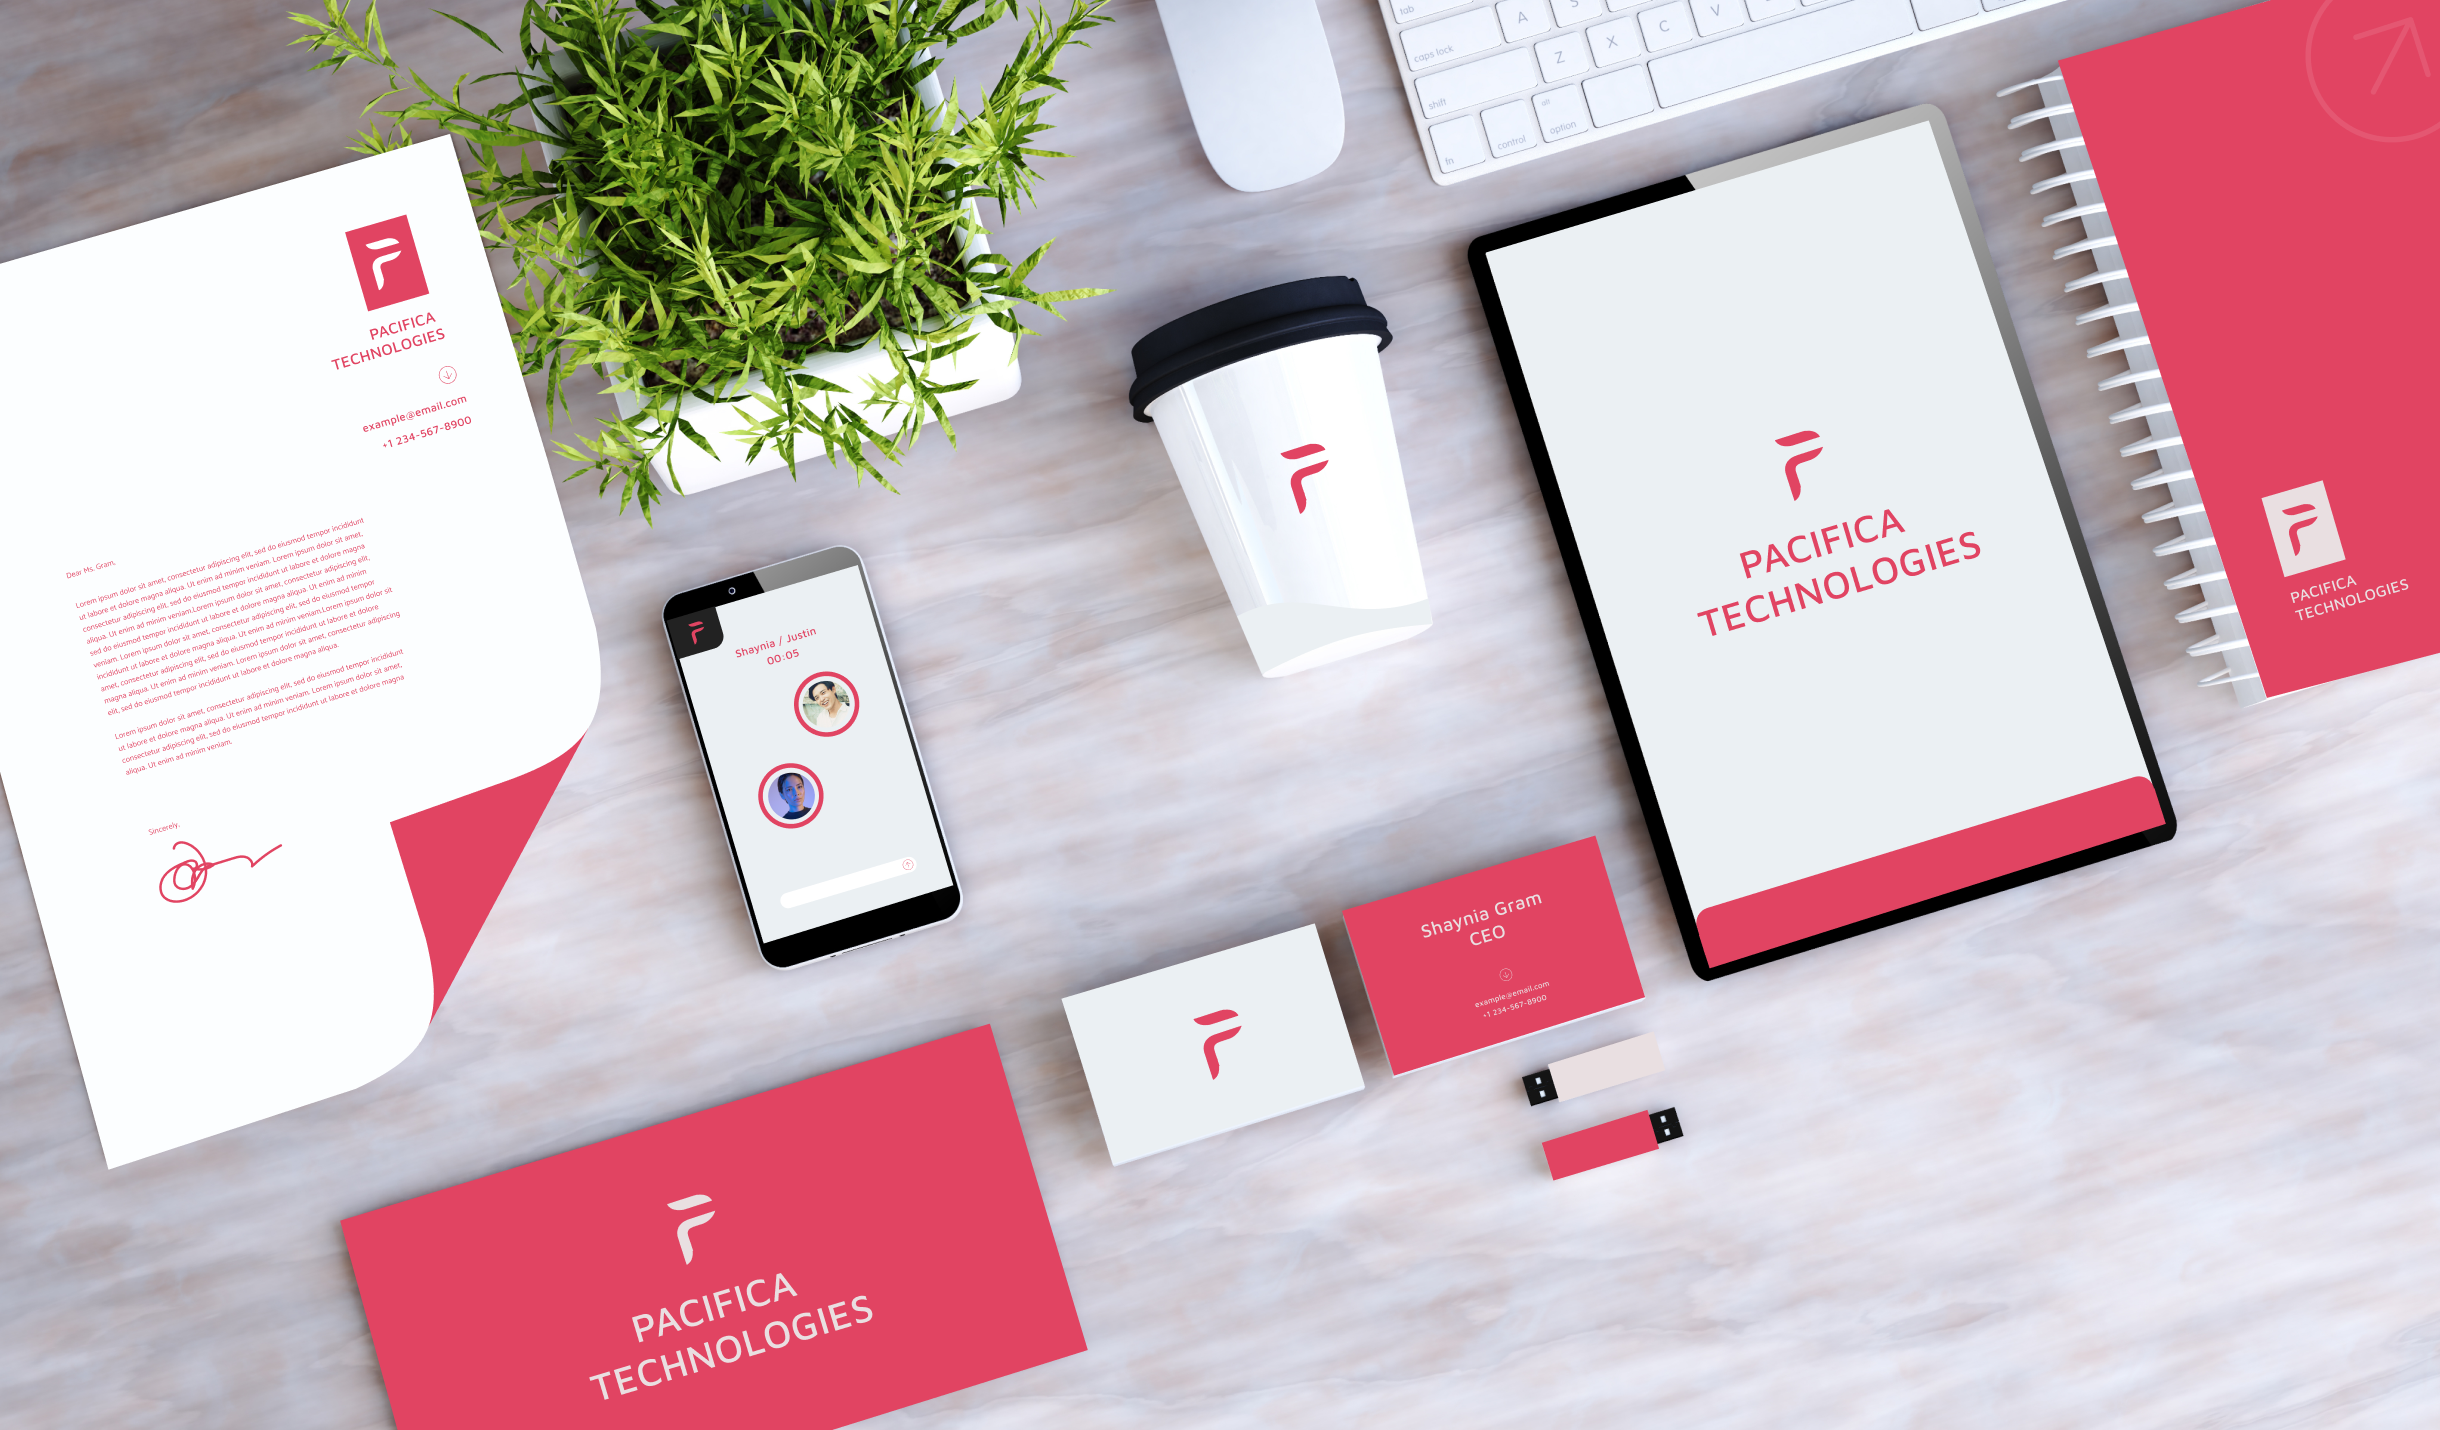 PACIFICA
TECHNOLOGIES
example@email.com
+1 234-567-8900
Dear Ms. Gram,
Lorem ipsum dolor sit amet, consectetur adipiscing elit, sed do eiusmod tempor incididunt
ut labore et dolore magna aliqua. Ut enim ad minim veniam. Lorem ipsum dolor sit amet,
consectetur adipiscing elit, sed do eiusmod tempor incididunt ut labore et dolore magna
aliqua. Ut enim ad minim veniam.Lorem ipsum dolor sit amet, consectetur adipiscing elit,
sed do eiusmod tempor incididunt ut labore et dolore magna aliqua. Ut enim ad minim
veniam. Lorem ipsum dolor sit amet, consectetur adipiscing elit, sed do eiusmod tempor
incididunt ut labore et dolore magna aliqua. Ut enim ad minim veniam.Lorem ipsum dolor sit
amet, consectetur adipiscing elit, sed do eiusmod tempor incididunt ut labore et dolore
magna aliqua. Ut enim ad minim veniam. Lorem ipsum dolor sit amet, consectetur adipiscing
elit, sed do eiusmod tempor incididunt ut labore et dolore magna aliqua.
Lorem ipsum dolor sit amet, consectetur adipiscing elit, sed do eiusmod tempor incididunt
ut labore et dolore magna aliqua. Ut enim ad minim veniam. Lorem ipsum dolor sit amet,
consectetur adipiscing elit, sed do eiusmod tempor incididunt ut labore et dolore magna
aliqua. Ut enim ad minim veniam.
Sincerely,
Shaynia / Justin
00:05
tab
caps lock A S
shift Z X C V
fn control alt option
PACIFICA
TECHNOLOGIES
PACIFICA
TECHNOLOGIES
Shaynia Gram
CEO
example@email.com
+1 234-567-8900
PACIFICA
TECHNOLOGIES